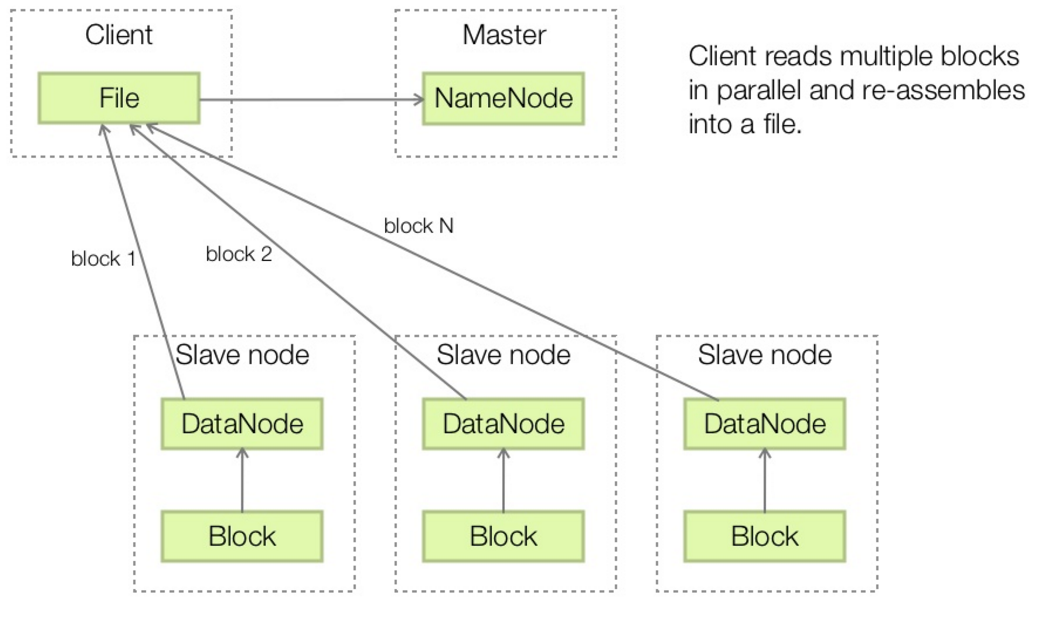 Client
Master
File
NameNode
Client reads multiple blocks
in parallel and re-assembles
into a file.
block 1
block 2
block N
Slave node
Slave node
Slave node
DataNode
DataNode
DataNode
Block
Block
Block